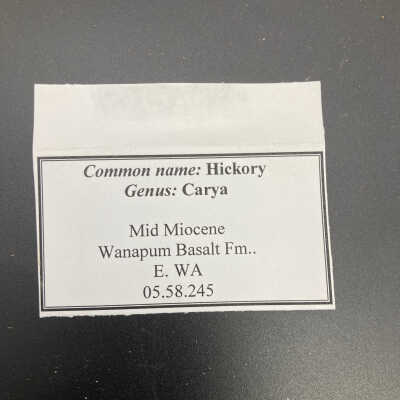 Common name: Hickory
Genus: Carya
Mid Miocene
Wanapum Basalt Fm..
E. WA
05.58.245